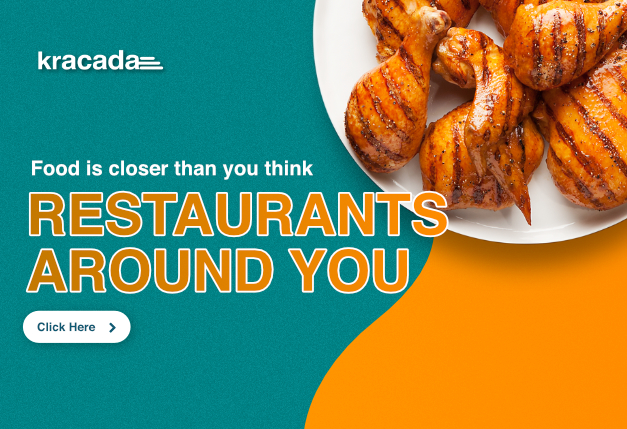 kracada
Food is closer than you think
RESTAURANTS
AROUND YOU
Click Here